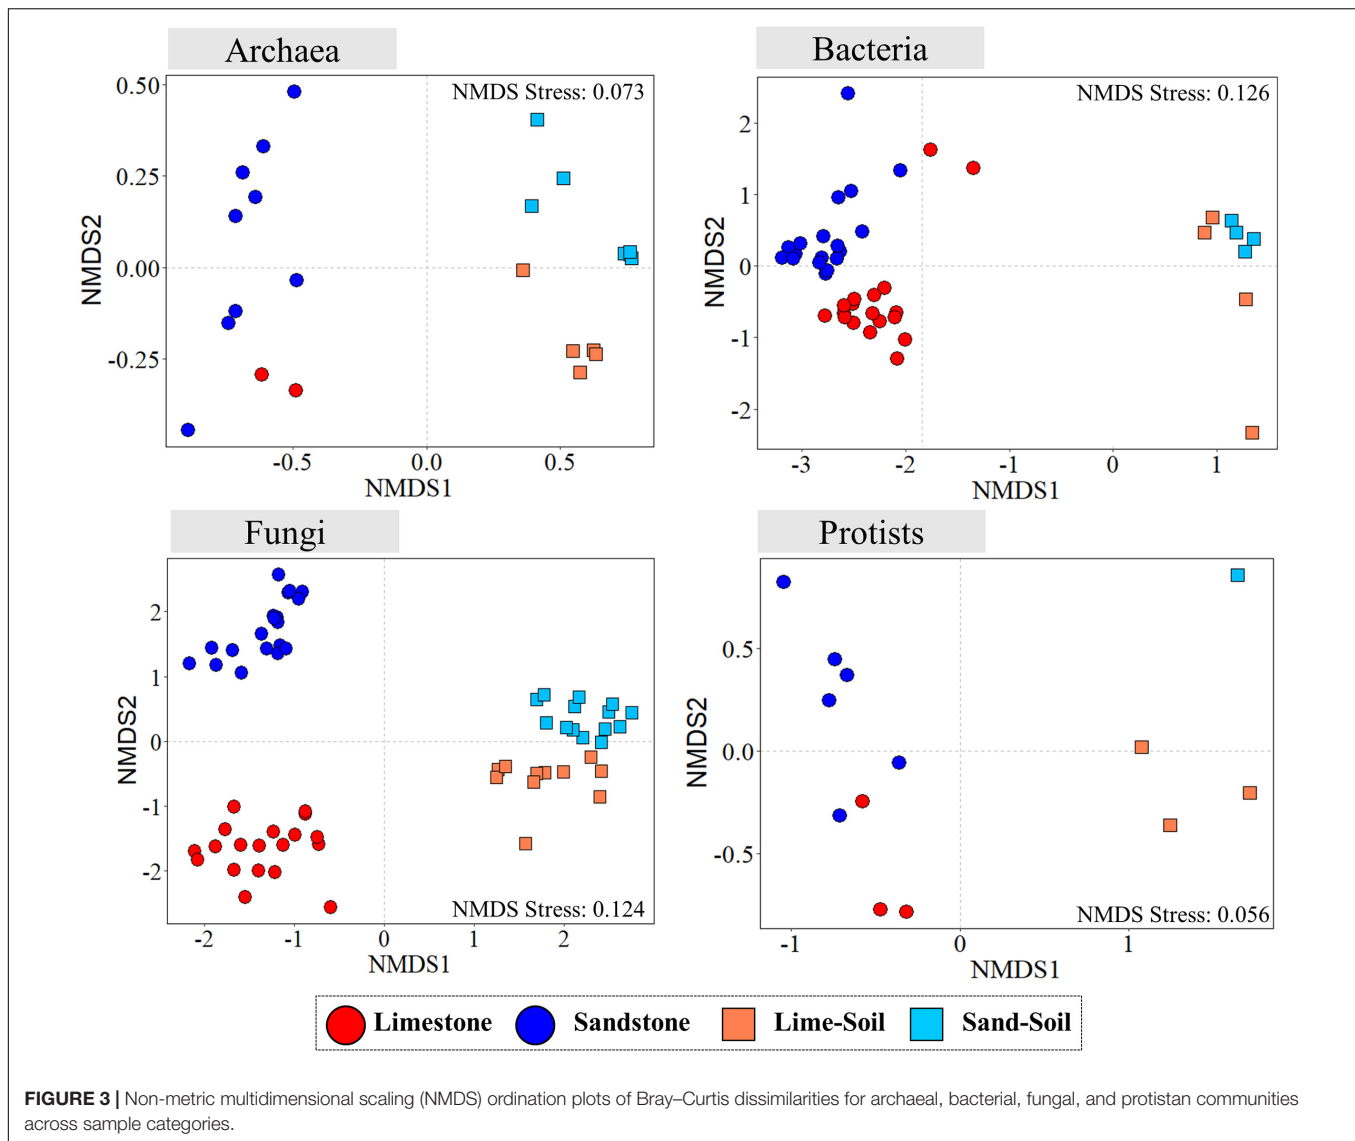 Archaea
NMDS Stress: 0.073
0.50
0.25
0.00
-0.25
NMDS2
-0.5
0.0
0.5
NMDS1
Bacteria
NMDS Stress: 0.126
2
1
0
-1
-2
NMDS2
-3
-2
-1
0
1
NMDS1
Fungi
2
1
0
-1
-2
NMDS2
NMDS Stress: 0.124
-2
-1
0
1
2
NMDS1
Protists
0.5
0.0
-0.5
NMDS2
NMDS Stress: 0.056
-1
0
1
NMDS1
Limestone Sandstone Lime-Soil Sand-Soil
FIGURE 3 | Non-metric multidimensional scaling (NMDS) ordination plots of Bray–Curtis dissimilarities for archaeal, bacterial, fungal, and protistan communities
across sample categories.